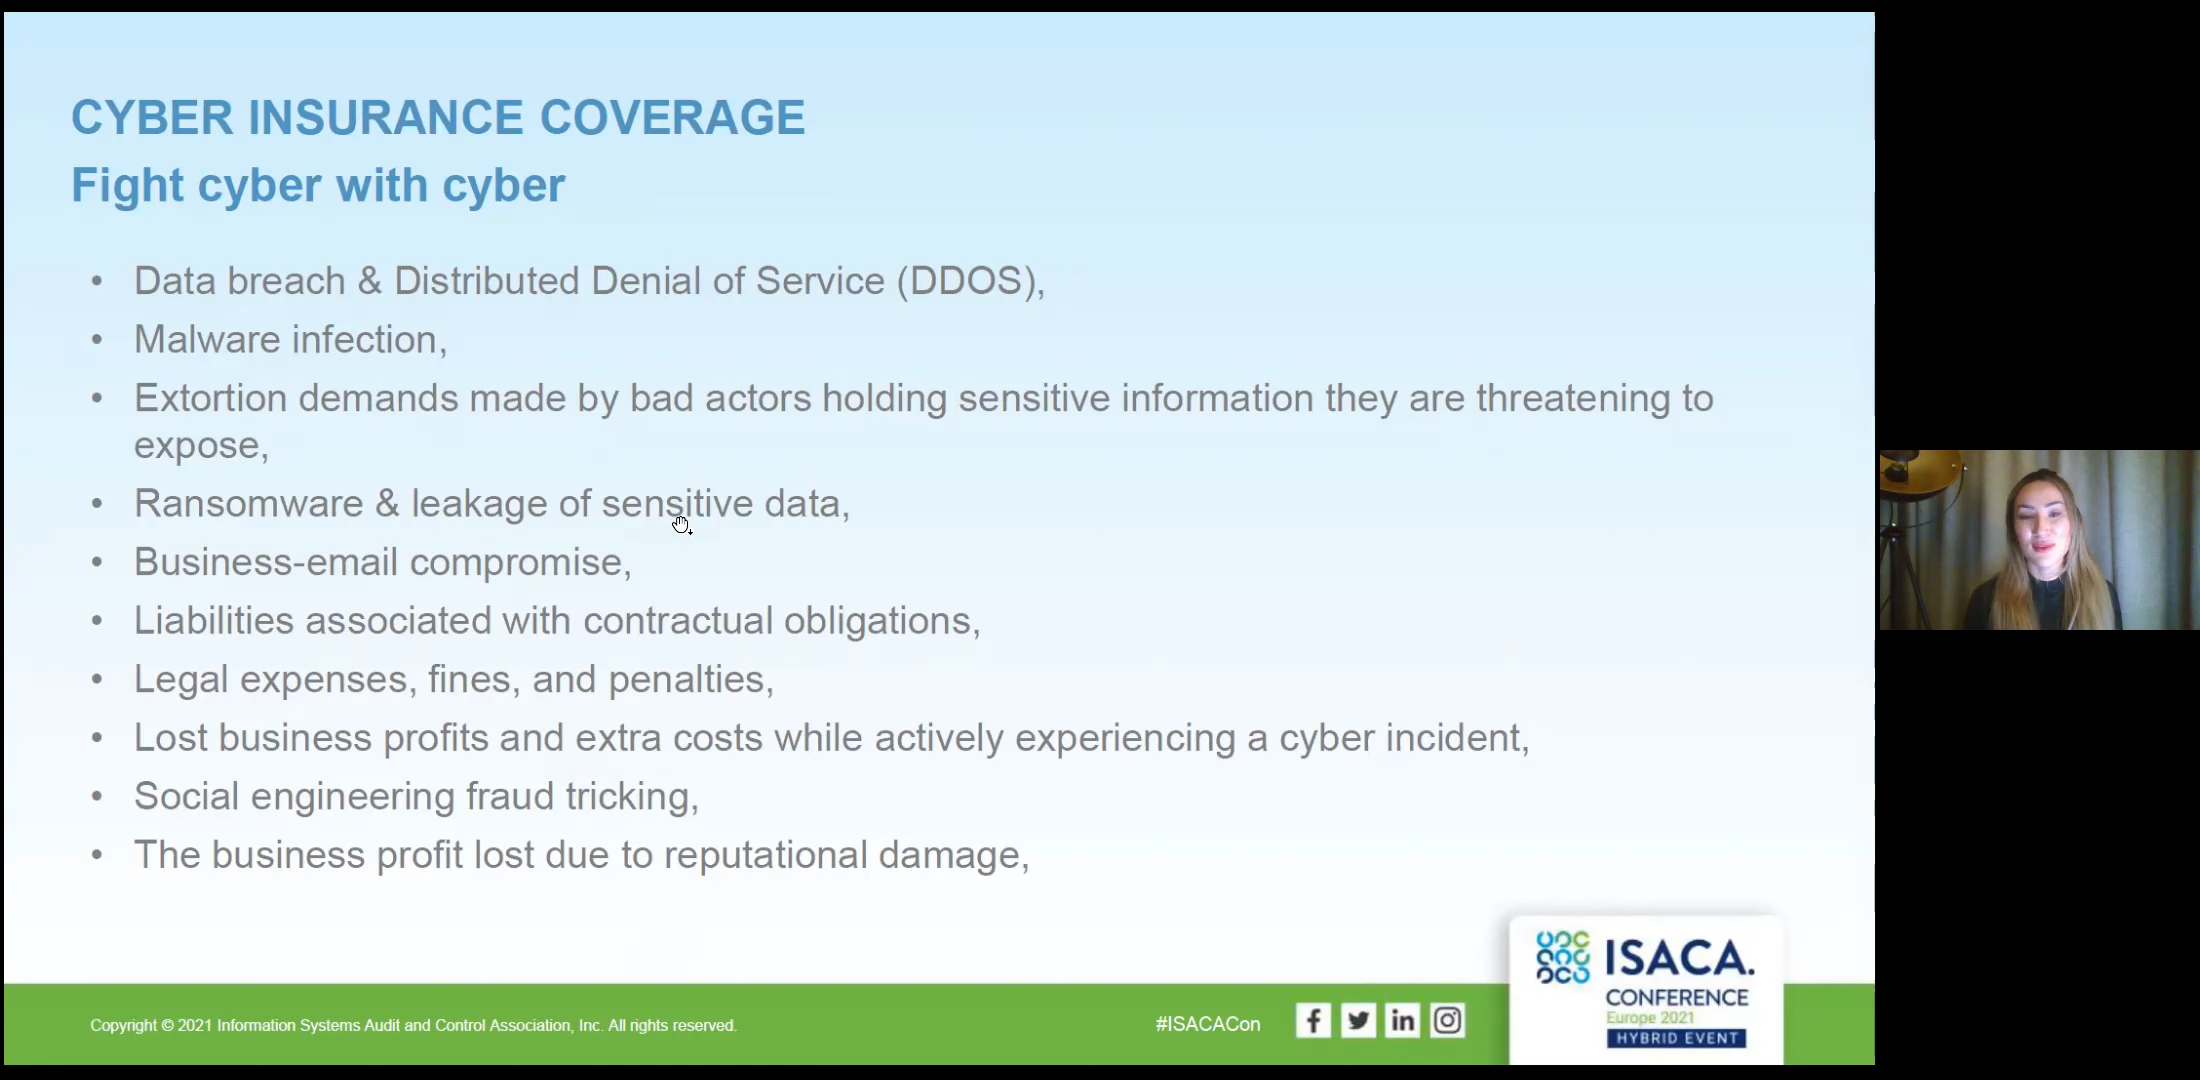 CYBER INSURANCE COVERAGE
Fight cyber with cyber
• Data breach & Distributed Denial of Service (DDOS),
• Malware infection,
• Extortion demands made by bad actors holding sensitive information they are threatening to
expose,
• Ransomware & leakage of sensitive data,
• Business-email compromise,
• Liabilities associated with contractual obligations,
• Legal expenses, fines, and penalties,
• Lost business profits and extra costs while actively experiencing a cyber incident,
• Social engineering fraud tricking,
• The business profit lost due to reputational damage,
Copyright © 2021 Information Systems Audit and Control Association, Inc. All rights reserved.
#ISACACon
ISACA.
CONFERENCE
Europe 2021
HYBRID EVENT